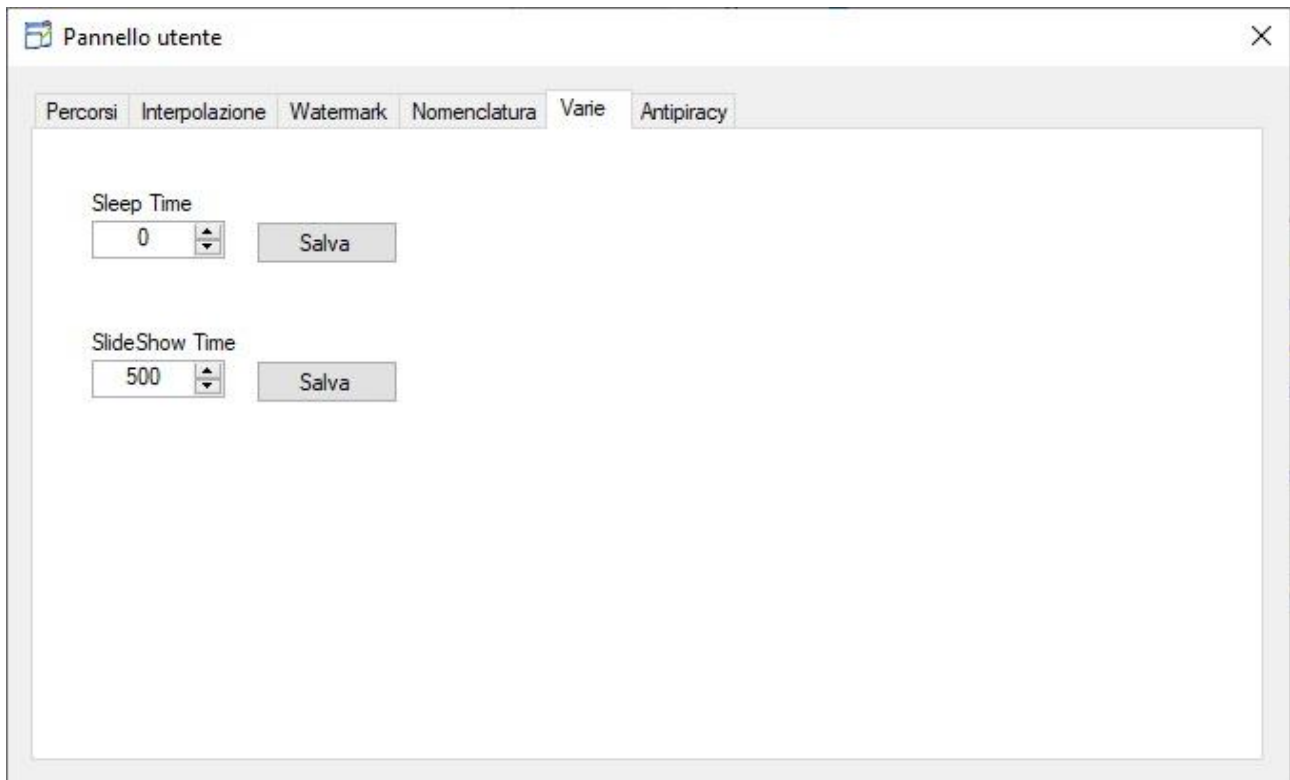 Pannello utente
Percorsi Interpolazione Watermark Nomenclatura Varie Antipiracy
Sleep Time
0 Salva
SlideShow Time
500 Salva